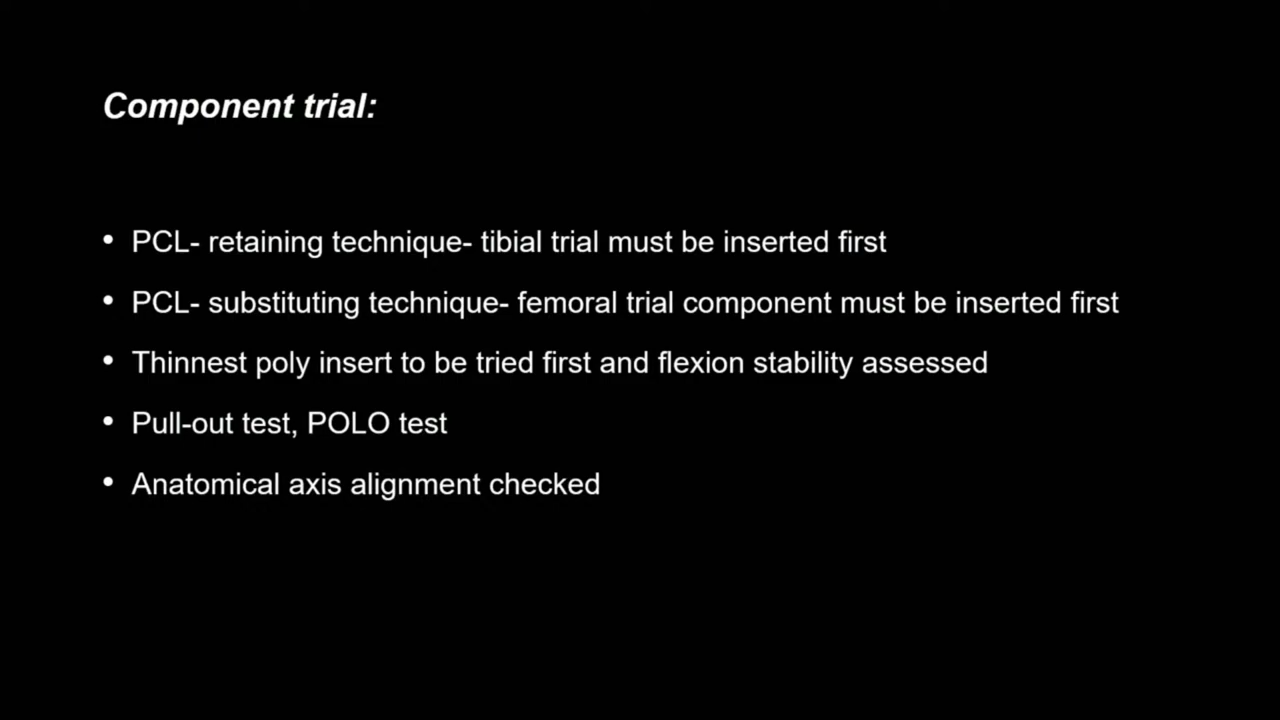 Component trial:
• PCL- retaining technique- tibial trial must be inserted first
• PCL- substituting technique- femoral trial component must be inserted first
• Thinnest poly insert to be tried first and flexion stability assessed
• Pull-out test, POLO test
• Anatomical axis alignment checked